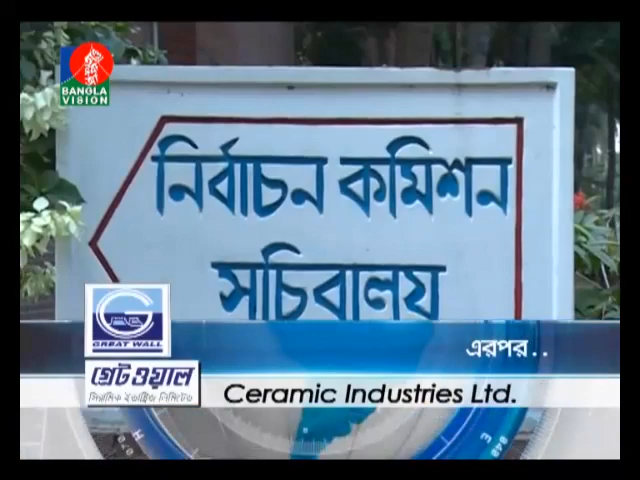 BANGLA
VISION
নির্বাচন কমিশন
সচিবালয়
এরপর..
GREAT WALL
গ্রেটওয়াল
সিরামিক ইন্ডাষ্ট্রিজ লিমিটেড
Ceramic Industries Ltd.